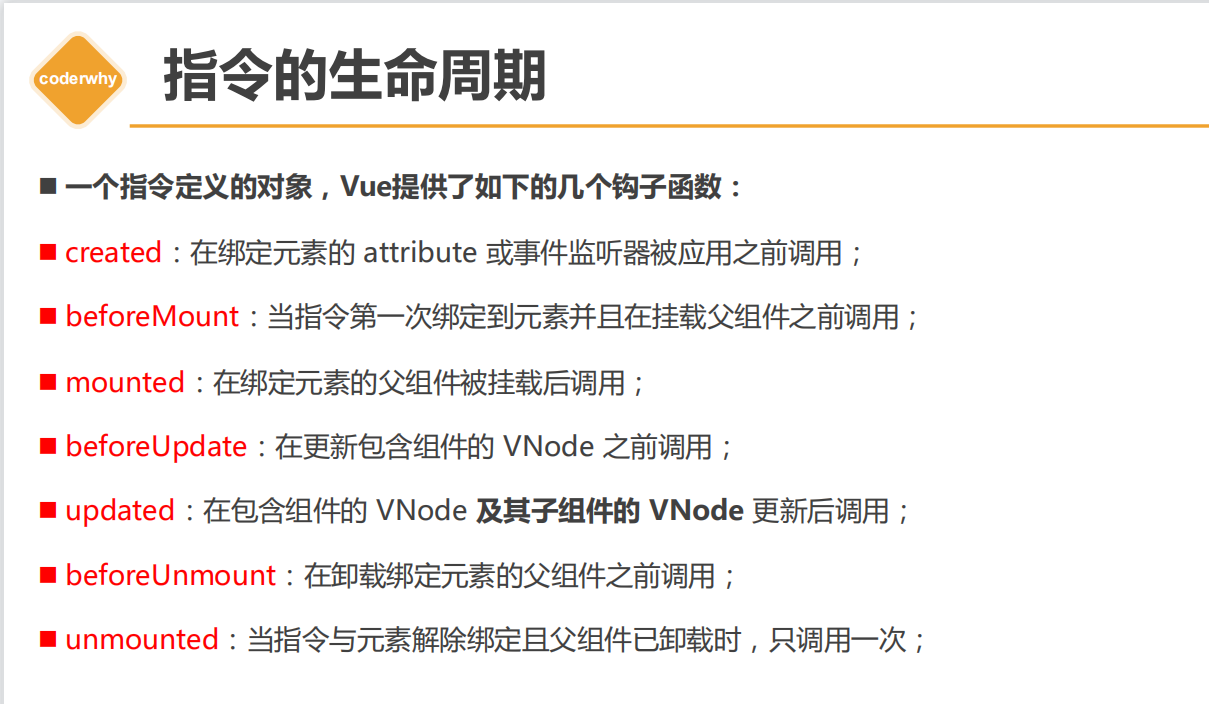 coderwhy
指令的生命周期
一个指令定义的对象，Vue提供了如下的几个钩子函数：
created：在绑定元素的 attribute 或事件监听器被应用之前调用；
beforeMount：当指令第一次绑定到元素并且在挂载父组件之前调用；
mounted：在绑定元素的父组件被挂载后调用；
beforeUpdate：在更新包含组件的 VNode 之前调用；
updated：在包含组件的 VNode 及其子组件的 VNode 更新后调用；
beforeUnmount：在卸载绑定元素的父组件之前调用；
unmounted：当指令与元素解除绑定且父组件已卸载时，只调用一次；